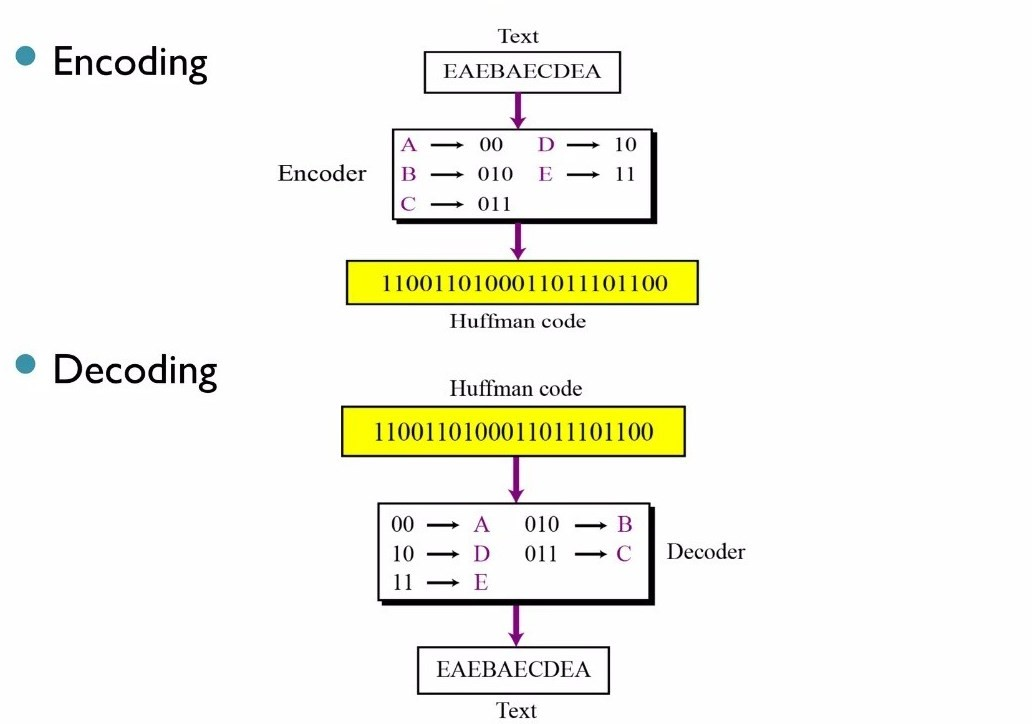 Encoding
Text
EAEBAECDEA
Encoder
A → 00 D → 10
B → 010 E → 11
C → 011
1100110100011011101100
Huffman code
Decoding
Huffman code
1100110100011011101100
00 → A 010 → B
10 → D 011 → C
11 → E
Decoder
EAEBAECDEA
Text